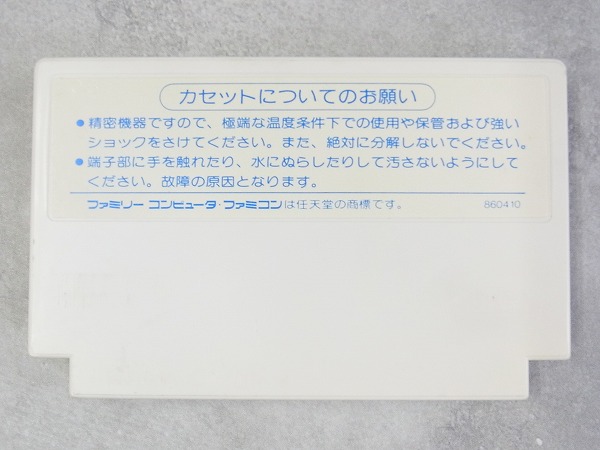 カセットについてのお願い
●精密機器ですので、極端な温度条件下での使用や保管および強い
ショックをさけてください。また、絶対に分解しないでください。
●端子部に手を触れたり、水にぬらしたりして汚さないようにして
ください。故障の原因となります。
ファミリーコンピュータ・ファミコンは任天堂の商標です。 860410